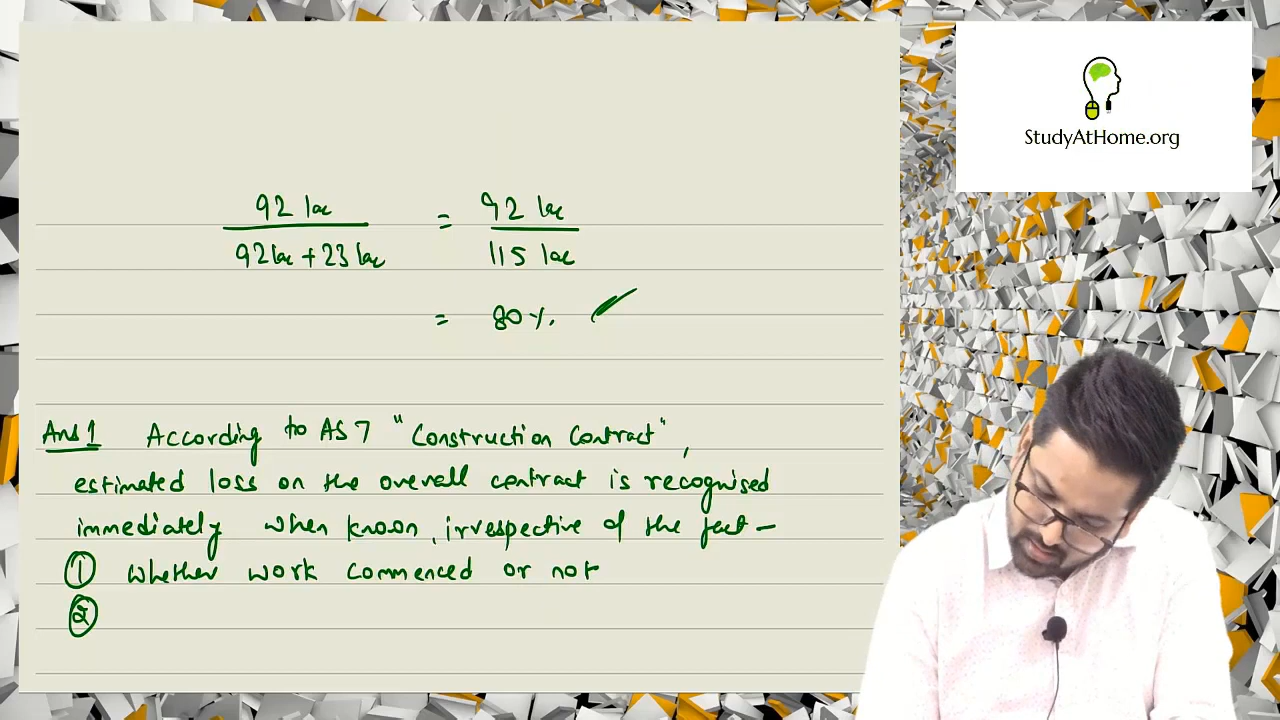 StudyAtHome.org
92 lac = 92 lac
92lac + 23 lac 115 lac
= 80%
Ans 1 According to AS 7 "Construction Contract",
estimated loss on the overall contract is recognised
immediately when known, irrespective of the fact –
① Whether work commenced or not
②